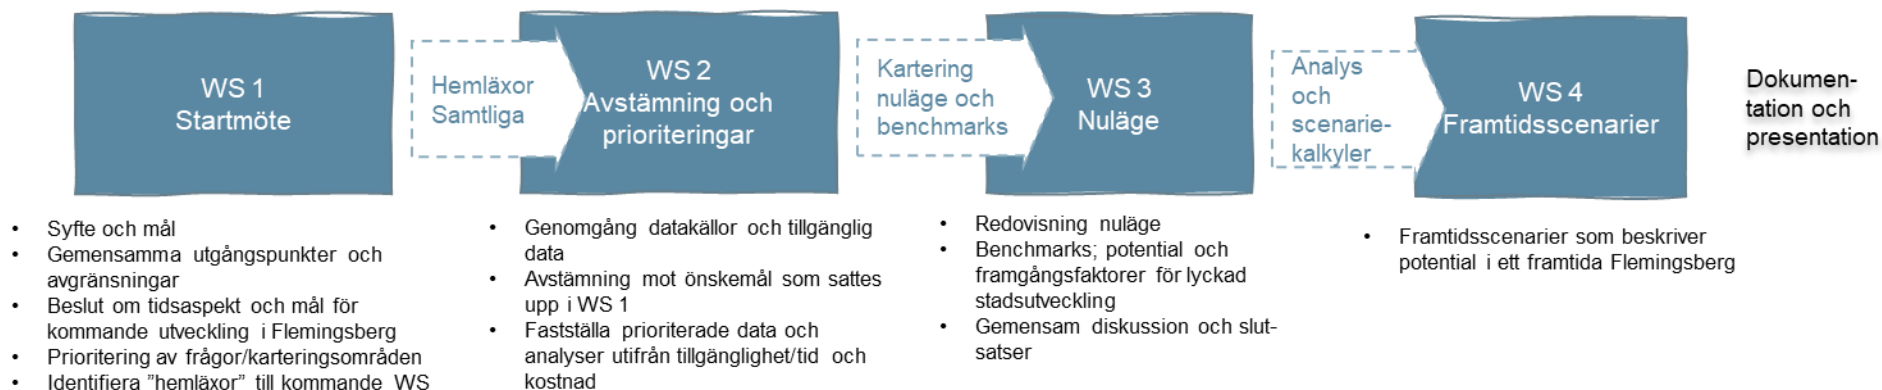 WS 1
Startmöte
Hemläxor
Samtliga
WS 2
Avstämning och
prioriteringar
Kartering
nuläge och
benchmarks
WS 3
Nuläge
Analys
och
scenarie-
kalkyler
WS 4
Framtidsscenarier
Dokumen-
tation och
presentation
• Syfte och mål
• Gemensamma utgångspunkter och
avgränsningar
• Beslut om tidsaspekt och mål för
kommande utveckling i Flemingsberg
• Prioritering av frågor/karteringsområden
• Identifiera ”hemläxor” till kommande WS
• Genomgång datakällor och tillgänglig
data
• Avstämning mot önskemål som sattes
upp i WS 1
• Fastställa prioriterade data och
analyser utifrån tillgänglighet/tid och
kostnad
• Redovisning nuläge
• Benchmarks; potential och
framgångsfaktorer för lyckad
stadsutveckling
• Gemensam diskussion och slut-
satser
• Framtidsscenarier som beskriver
potential i ett framtida Flemingsberg